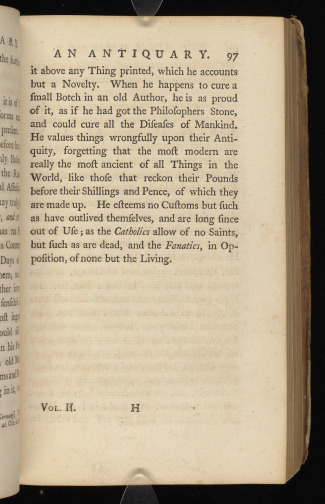 AN ANTIQUARY. 97
it above any Thing printed, which he accounts
but a Novelty. When he happens to cure a
ſmall Botch in an old Author, he is as proud
of it, as if he had got the Philoſophers Stone,
and could cure all the Diſeaſes of Mankind.
He values things wrongfully upon their Anti-
quity, forgetting that the moſt modern are
really the moſt ancient of all Things in the
World, like thoſe that reckon their Pounds
before their Shillings and Pence, of which they
are made up. He eſteems no Cuſtoms but ſuch
as have outlived themſelves, and are long ſince
out of Uſe; as the Catholics allow of no Saints,
but ſuch as are dead, and the Fanatics, in Op-
poſition, of none but the Living.
VOL. II. H